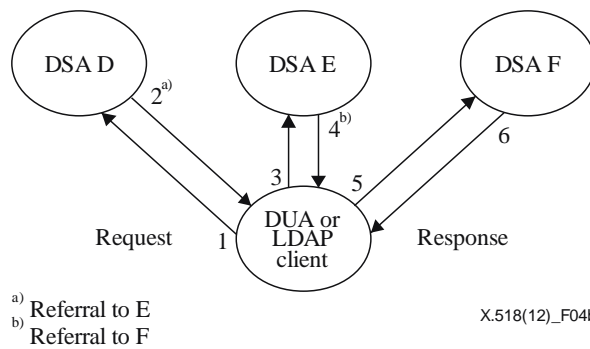 DSA D
DSA E
DSA F
2a)
4b)
6
3
5
Request
1
DUA or
LDAP
client
Response
a) Referral to E
b) Referral to F
X.518(12)_F04b